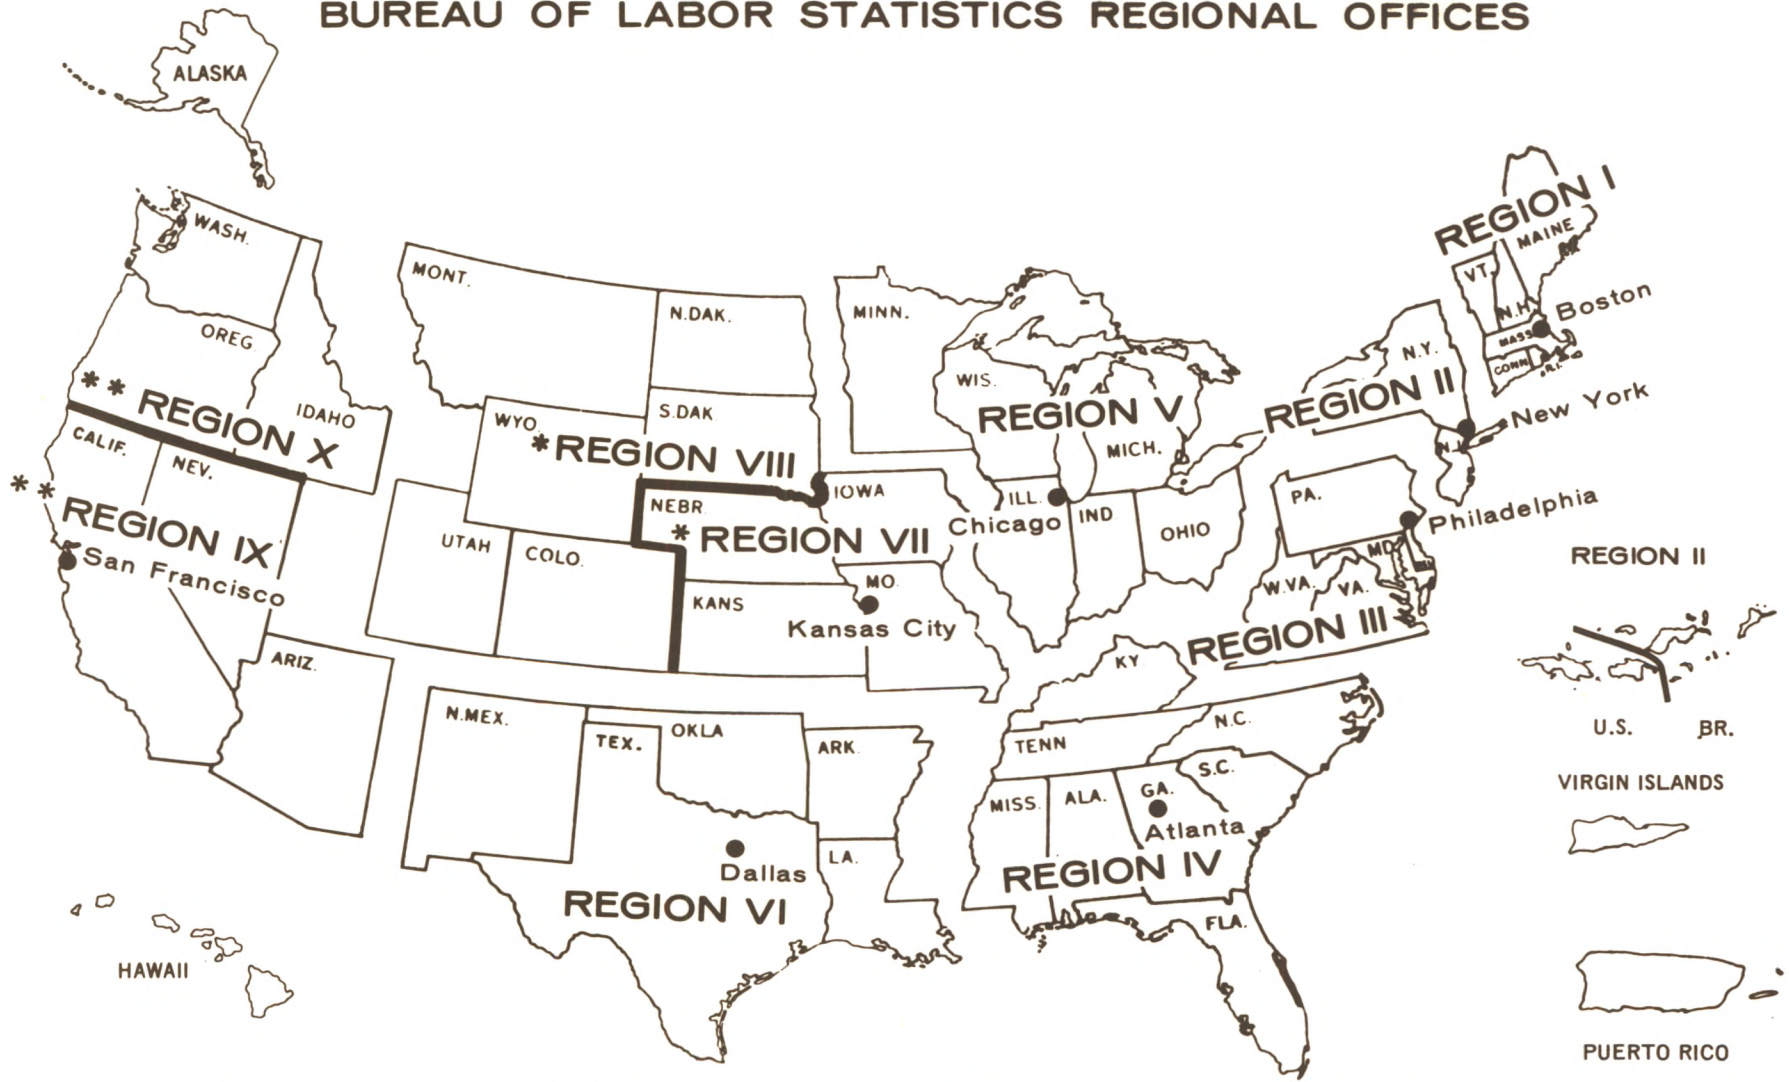 BUREAU OF LABOR STATISTICS REGIONAL OFFICES
ALASKA
WASH.
OREG.
IDAHO
** REGION X
CALIF.
NEV.
** REGION IX
San Francisco
ARIZ.
HAWAII
MONT.
N.DAK.
S.DAK
WYO.
*REGION VIII
UTAH
COLO.
NEBR.
IOWA
* REGION VII
KANS
MO.
Kansas City
N.MEX.
TEX.
OKLA
ARK.
LA.
Dallas
REGION VI
MINN.
WIS.
REGION V
MICH.
ILL.
Chicago
IND
OHIO
KY
TENN
N.C.
S.C.
MISS.
ALA.
GA.
Atlanta
REGION IV
FLA.
REGION I
MAINE
VT.
N.H.
Boston
MASS
CONN.
R.I.
N.Y.
REGION II
New York
N.J.
PA.
Philadelphia
MD.
W.VA.
VA.
REGION III
REGION II
U.S. BR.
VIRGIN ISLANDS
PUERTO RICO